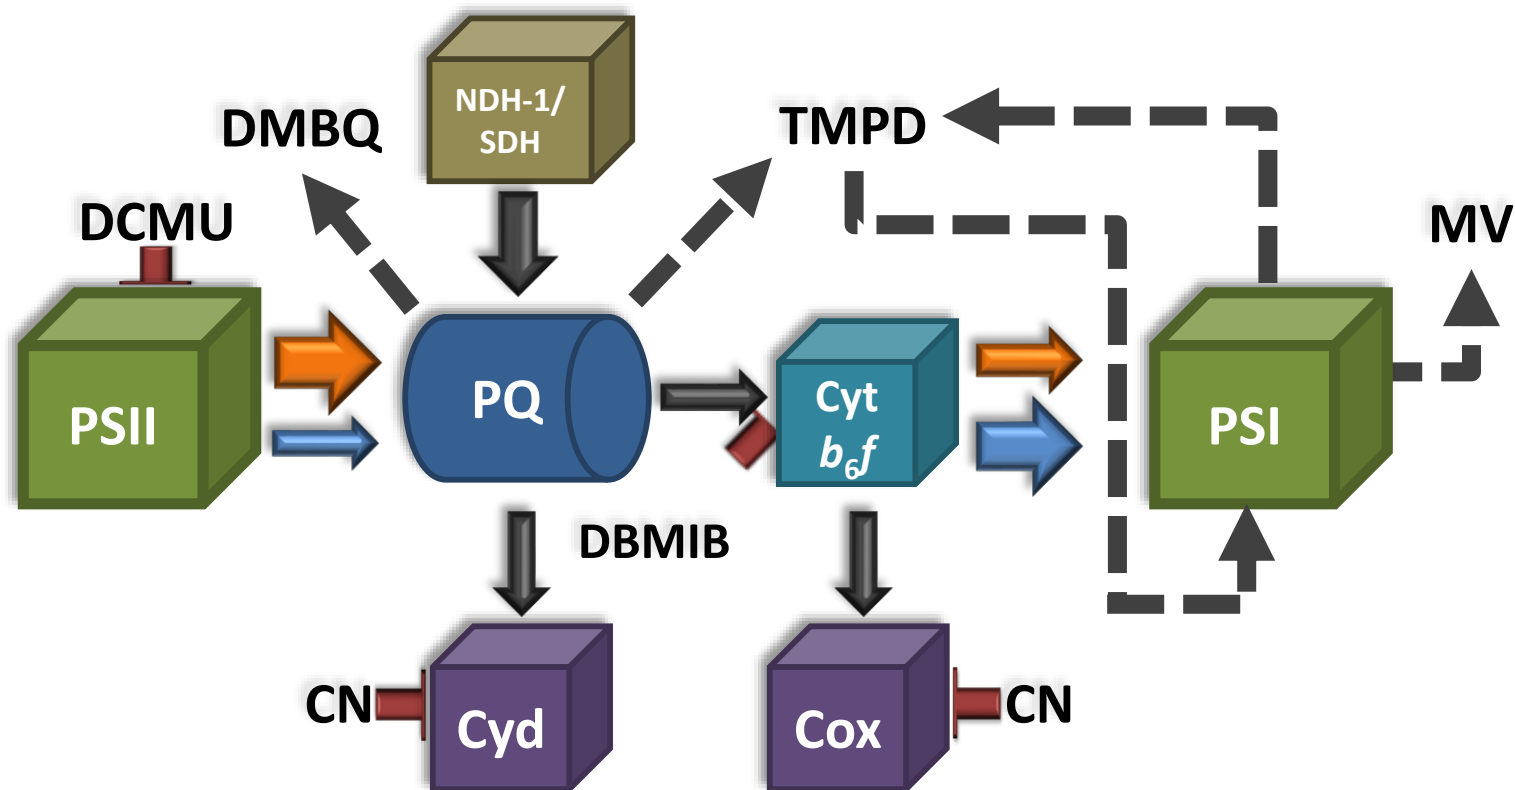 NDH-1/
SDH
DMBQ
TMPD
DCMU
MV
PSII
PQ
Cyt
b₆f
PSI
DBMIB
CN
Cyd
Cox
CN